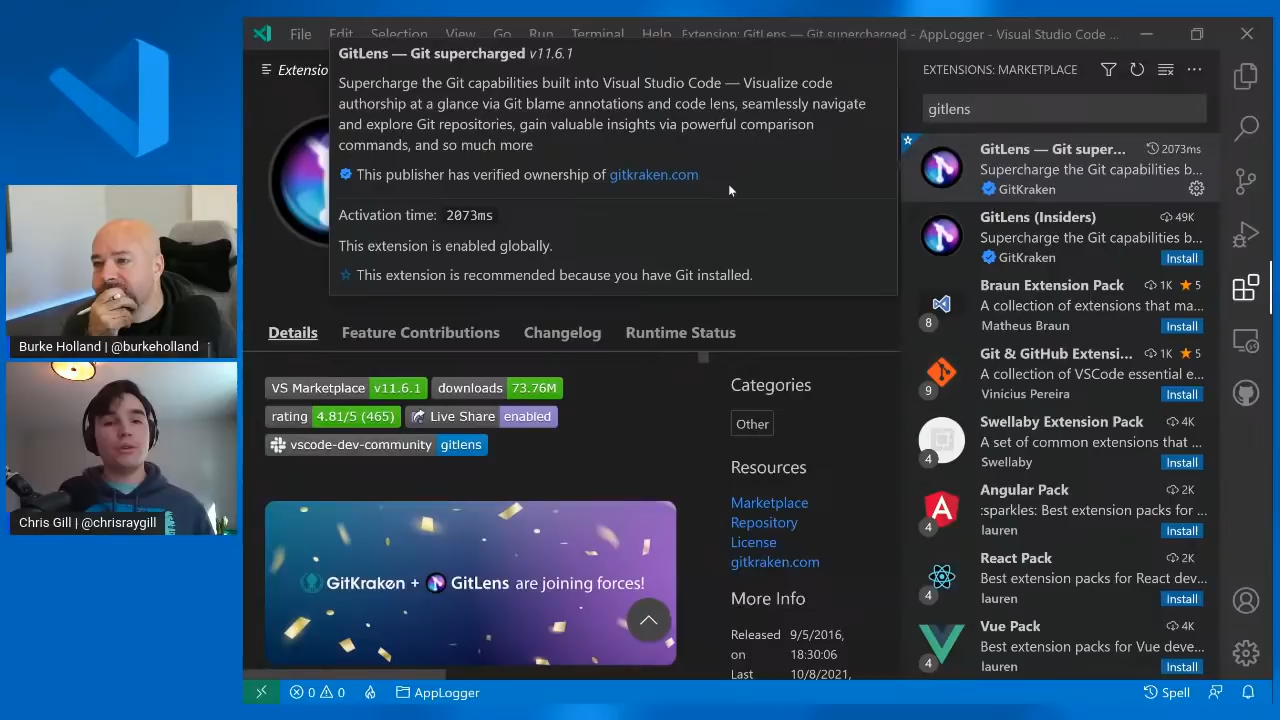 File Edit Selection View Go Run Terminal Help Extension: GitLens — Git supercharged - AppLogger - Visual Studio Code ...
Extensio
GitLens — Git supercharged v11.6.1
Supercharge the Git capabilities built into Visual Studio Code — Visualize code
authorship at a glance via Git blame annotations and code lens, seamlessly navigate
and explore Git repositories, gain valuable insights via powerful comparison
commands, and so much more
This publisher has verified ownership of gitkraken.com
Activation time: 2073ms
This extension is enabled globally.
This extension is recommended because you have Git installed.
Details Feature Contributions Changelog Runtime Status
VS Marketplace v11.6.1 downloads 73.76M
rating 4.81/5 (465) Live Share enabled
vscode-dev-community gitlens
GitKraken + GitLens are joining forces!
Categories
Other
Resources
Marketplace
Repository
License
gitkraken.com
More Info
Released 9/5/2016,
on 18:30:06
Last 10/8/2021,
EXTENSIONS: MARKETPLACE
gitlens
GitLens — Git super... 2073ms
Supercharge the Git capabilities b...
GitKraken
GitLens (Insiders) 49K
Supercharge the Git capabilities b...
GitKraken Install
Braun Extension Pack 1K 5
A collection of extensions that ma...
8 Matheus Braun Install
Git & GitHub Extensi... 1K 5
A collection of VSCode essential e...
9 Vinicius Pereira Install
Swellaby Extension Pack 4K
A set of common extensions that ...
4 Swellaby Install
Angular Pack 2K
:sparkles: Best extension packs for ...
4 lauren Install
React Pack 2K
Best extension packs for React dev...
4 lauren Install
Vue Pack 4K
Best extension packs for Vue deve...
4 lauren Install
Burke Holland | @burkeholland
Chris Gill | @chrisraygill
0 0 AppLogger Spell